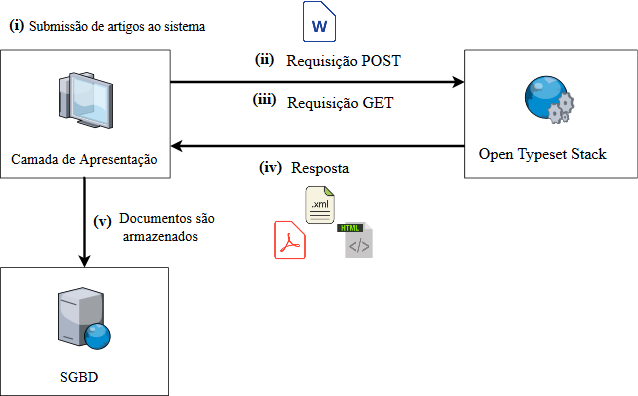 (i) Submissão de artigos ao sistema
W
(ii) Requisição POST
(iii) Requisição GET
Camada de Apresentação
Open Typeset Stack
(iv) Resposta
.xml
HTML
</>
(v) Documentos são
armazenados
SGBD